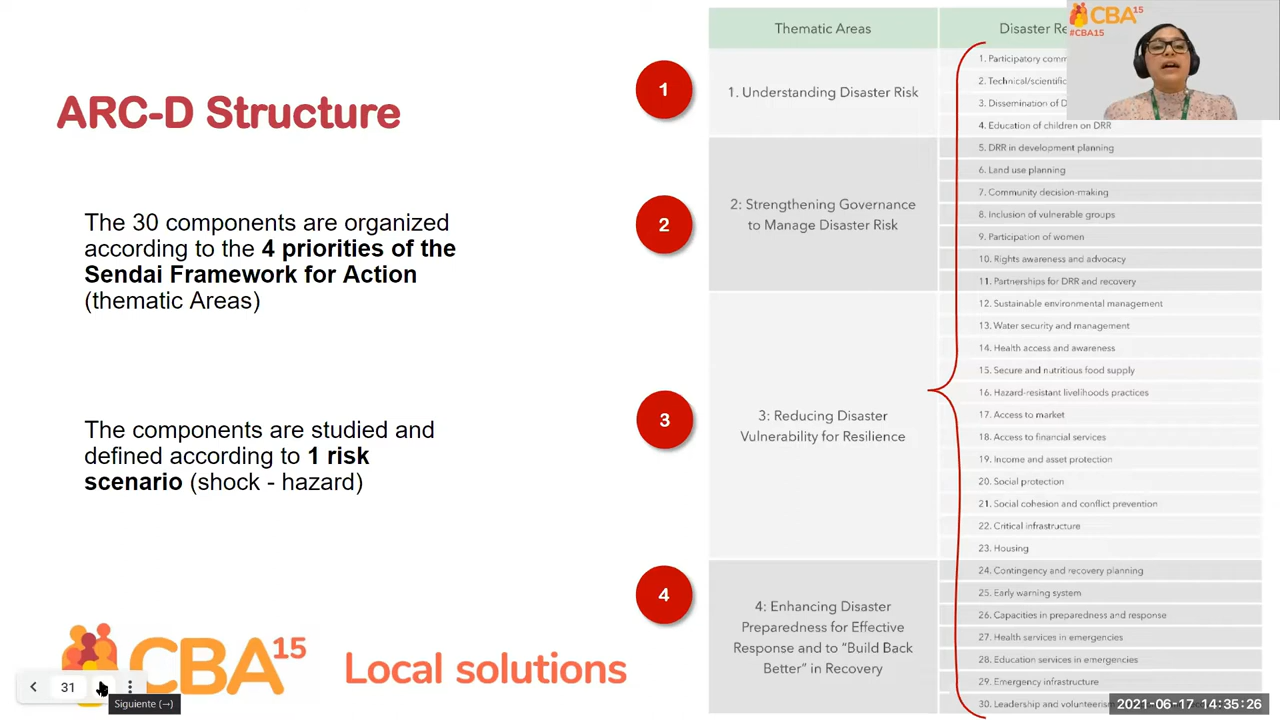 ARC-D Structure
The 30 components are organized
according to the 4 priorities of the
Sendai Framework for Action
(thematic Areas)
The components are studied and
defined according to 1 risk
scenario (shock - hazard)
CBA15
Local solutions
31
Siguiente (→)
1
2
3
4
Thematic Areas
1. Understanding Disaster Risk
2: Strengthening Governance
to Manage Disaster Risk
3: Reducing Disaster
Vulnerability for Resilience
4: Enhancing Disaster
Preparedness for Effective
Response and to "Build Back
Better" in Recovery
Disaster
1. Participatory
2. Technical/scientific
3. Dissemination of
4. Education of children on DRR
5. DRR in development planning
6. Land use planning
7. Community decision-making
8. Inclusion of vulnerable groups
9. Participation of women
10. Rights awareness and advocacy
11. Partnerships for DRR and recovery
12. Sustainable environmental management
13. Water security and management
14. Health access and awareness
15. Secure and nutritious food supply
16. Hazard-resistant livelihoods practices
17. Access to market
18. Access to financial services
19. Income and asset protection
20. Social protection
21. Social cohesion and conflict prevention
22. Critical infrastructure
23. Housing
24. Contingency and recovery planning
25. Early warning system
26. Capacities in preparedness and response
27. Health services in emergencies
28. Education services in emergencies
29. Emergency infrastructure
30. Leadership and
CBA15
#CBA15
2021-06-17 14:35:26